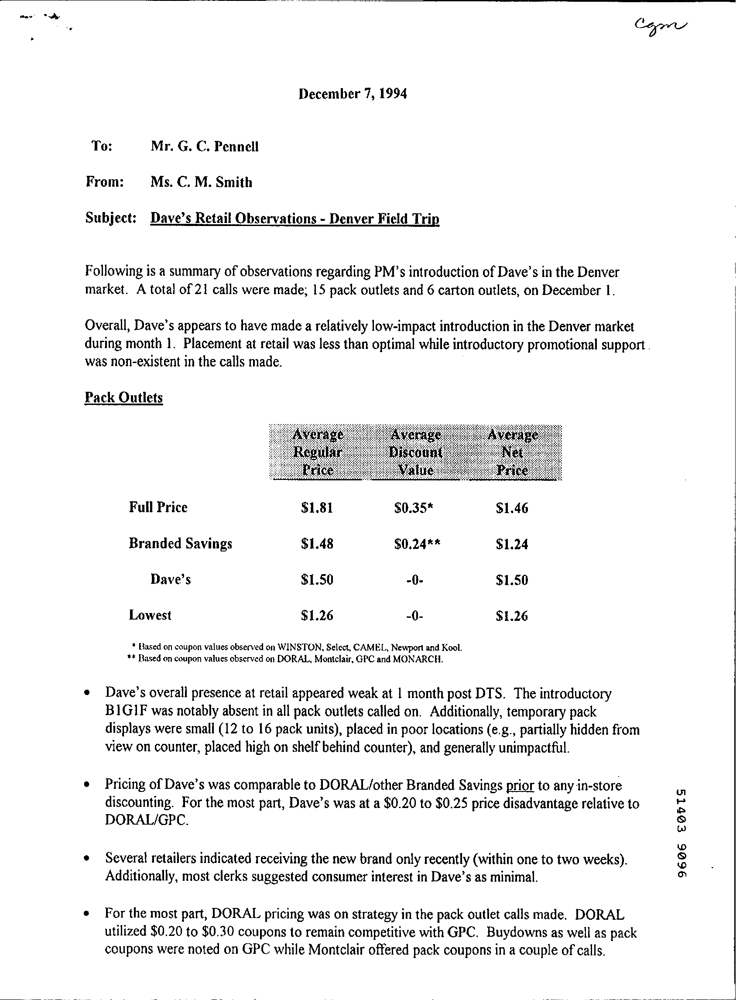 Cgm
December 7, 1994
To: Mr. G. C. Pennell
From: Ms. C. M. Smith
Subject: Dave's Retail Observations - Denver Field Trip
Following is a summary of observations regarding PM's introduction of Dave's in the Denver
market. A total of 21 calls were made; 15 pack outlets and 6 carton outlets, on December 1.
Overall, Dave's appears to have made a relatively low-impact introduction in the Denver market
during month 1. Placement at retail was less than optimal while introductory promotional support
was non-existent in the calls made.
Pack Outlets
Average Average Average
Regular Discount Net
Price Value Price
Full Price $1.81 $0.35* $1.46
Branded Savings $1.48 $0.24** $1.24
Dave's $1.50 -0- $1.50
Lowest $1.26 -0- $1.26
* Based on coupon values observed on WINSTON, Select, CAMEL, Newport and Kool.
** Based on coupon values observed on DORAL, Montclair, GPC and MONARCH.
• Dave's overall presence at retail appeared weak at 1 month post DTS. The introductory
B1G1F was notably absent in all pack outlets called on. Additionally, temporary pack
displays were small (12 to 16 pack units), placed in poor locations (e.g., partially hidden from
view on counter, placed high on shelf behind counter), and generally unimpactful.
• Pricing of Dave's was comparable to DORAL/other Branded Savings prior to any in-store
discounting. For the most part, Dave's was at a $0.20 to $0.25 price disadvantage relative to
DORAL/GPC.
• Several retailers indicated receiving the new brand only recently (within one to two weeks).
Additionally, most clerks suggested consumer interest in Dave's as minimal.
• For the most part, DORAL pricing was on strategy in the pack outlet calls made. DORAL
utilized $0.20 to $0.30 coupons to remain competitive with GPC. Buydowns as well as pack
coupons were noted on GPC while Montclair offered pack coupons in a couple of calls.
51403 9096